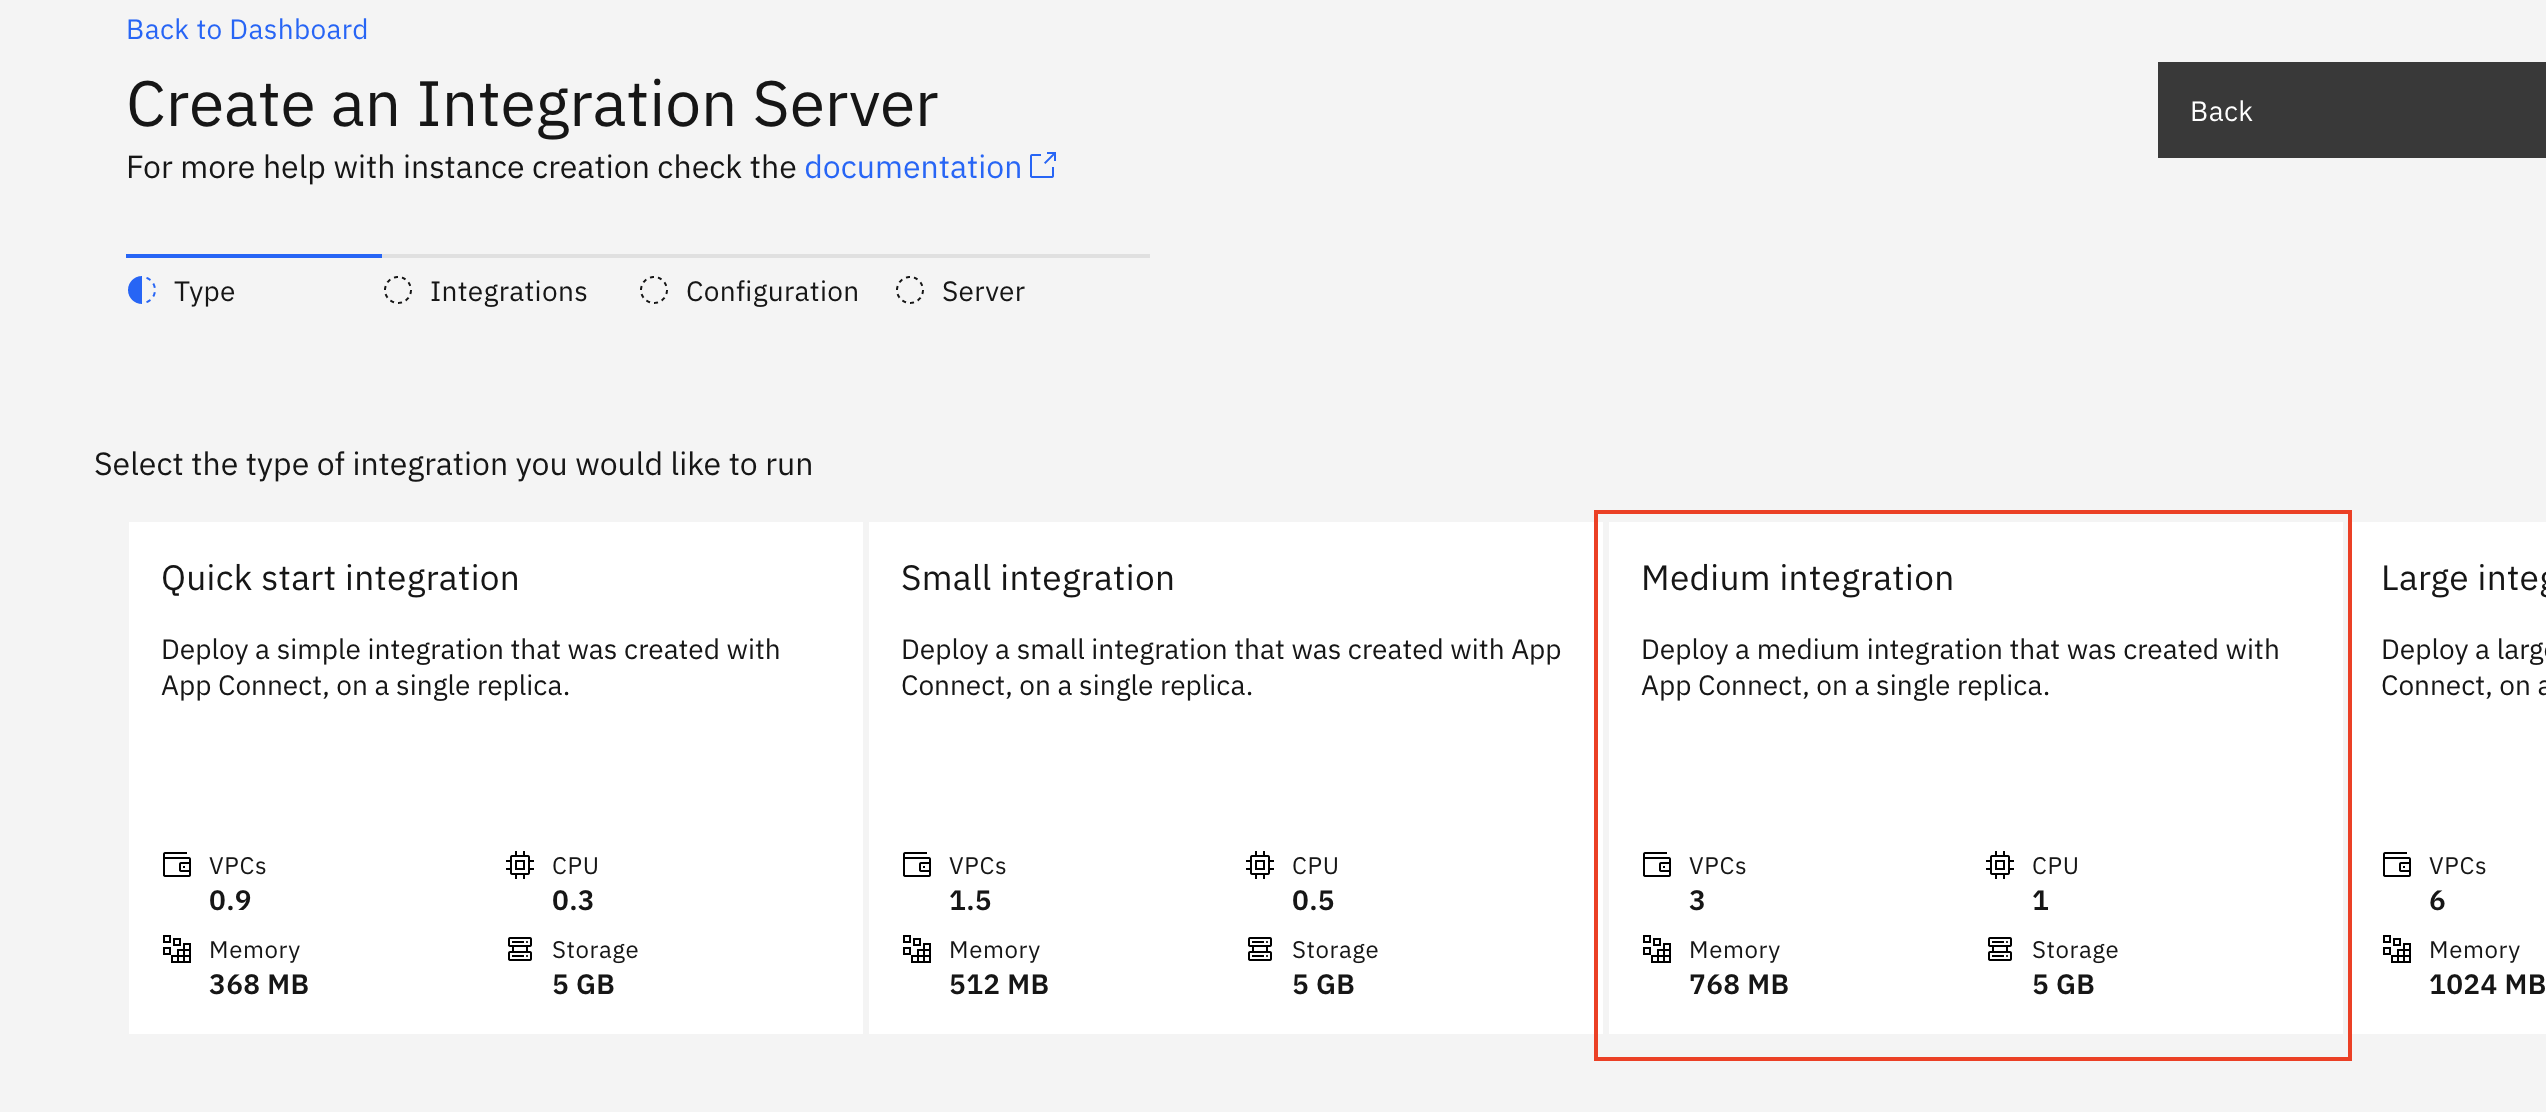 Back to Dashboard
Create an Integration Server
Back
For more help with instance creation check the documentation
Type
Integrations
Configuration
Server
Select the type of integration you would like to run
Quick start integration
Deploy a simple integration that was created with
App Connect, on a single replica.
VPCs
0.9
CPU
0.3
Memory
368 MB
Storage
5 GB
Small integration
Deploy a small integration that was created with App
Connect, on a single replica.
VPCs
1.5
CPU
0.5
Memory
512 MB
Storage
5 GB
Medium integration
Deploy a medium integration that was created with
App Connect, on a single replica.
VPCs
3
CPU
1
Memory
768 MB
Storage
5 GB
Large
Deploy a
Connect, on
VPCs
6
Memory
1024 MB